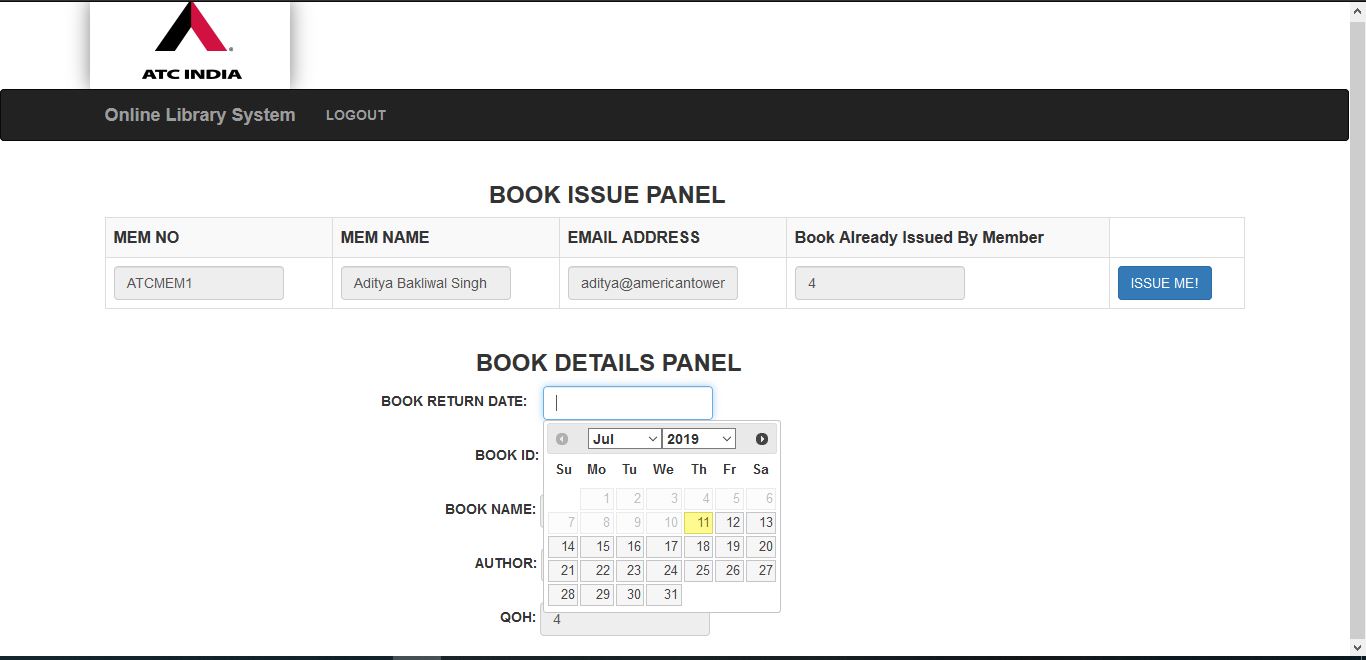 ATC INDIA
Online Library System LOGOUT
BOOK ISSUE PANEL
MEM NO MEM NAME EMAIL ADDRESS Book Already Issued By Member
ATCMEM1 Aditya Bakliwal Singh aditya@americantower 4 ISSUE ME!
BOOK DETAILS PANEL
BOOK RETURN DATE:
Jul 2019
BOOK ID:
Su Mo Tu We Th Fr Sa
1 2 3 4 5 6
BOOK NAME:
7 8 9 10 11 12 13
14 15 16 17 18 19 20
AUTHOR:
21 22 23 24 25 26 27
28 29 30 31
QOH: 4